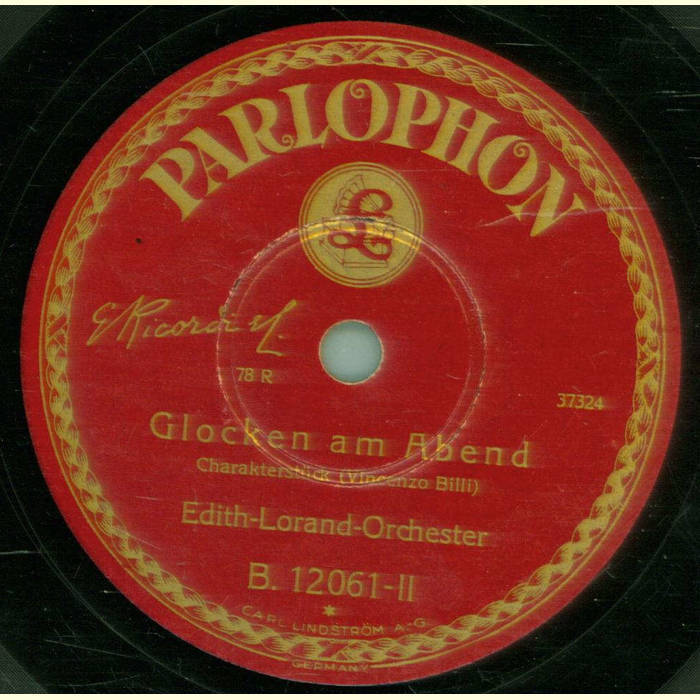 PARLOPHON
£
E Ricordi
78 R
37324
Glocken am Abend
Charakterstück (Vincenzo Billi)
Edith-Lorand-Orchester
B. 12061-II
CARL LINDSTRÖM A.-G.
GERMANY